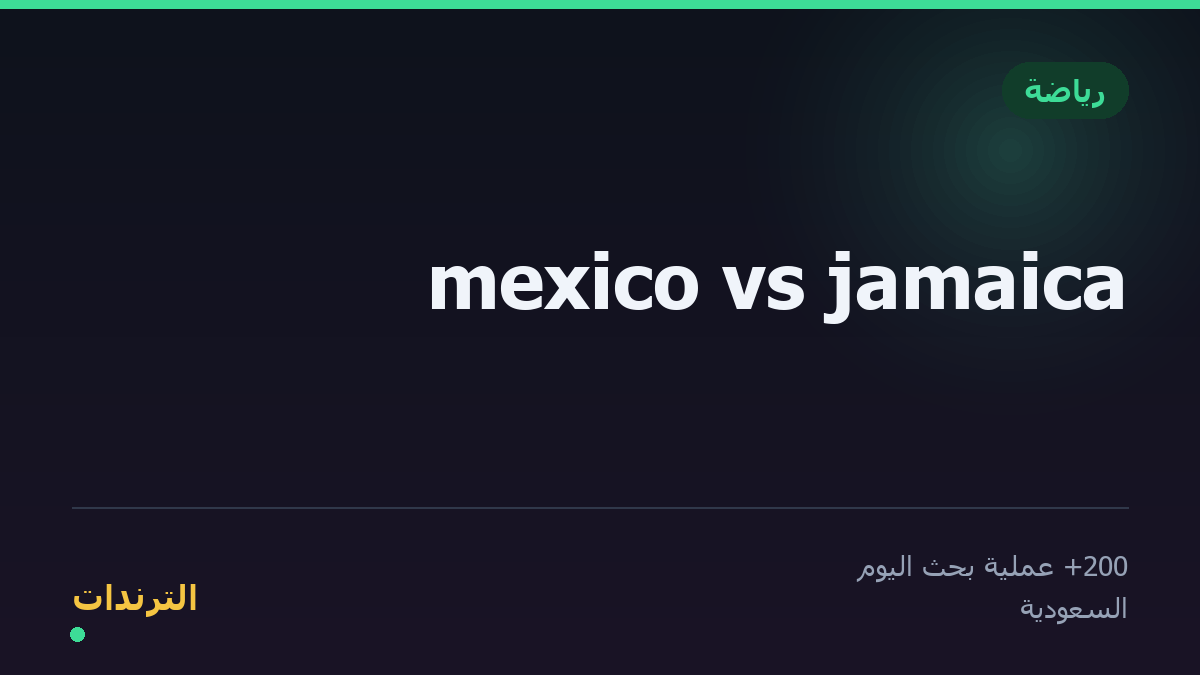 رياضة
mexico vs jamaica
200+ عملية بحث اليوم
السعودية
الترندات